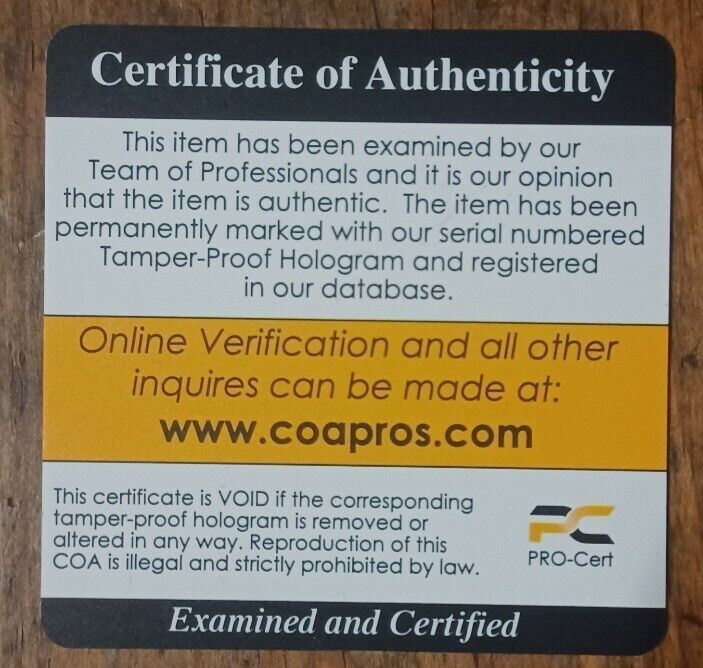 Certificate of Authenticity
This item has been examined by our
Team of Professionals and it is our opinion
that the item is authentic. The item has been
permanently marked with our serial numbered
Tamper-Proof Hologram and registered
in our database.
Online Verification and all other
inquires can be made at:
www.coapros.com
This certificate is VOID if the corresponding
tamper-proof hologram is removed or
altered in any way. Reproduction of this
COA is illegal and strictly prohibited by law.
PC
PRO-Cert
Examined and Certified